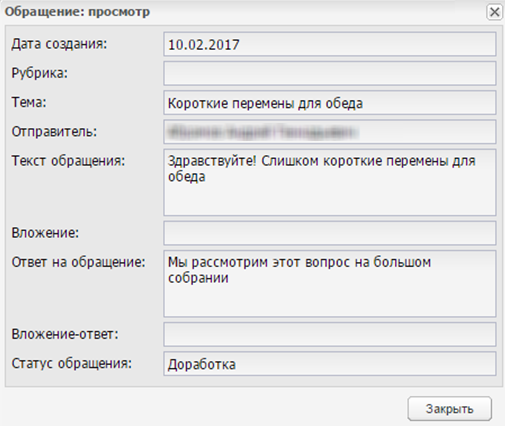 Обращение: просмотр
Дата создания: 10.02.2017
Рубрика:
Тема: Короткие перемены для обеда
Отправитель:
Текст обращения: Здравствуйте! Слишком короткие перемены для
обеда
Вложение:
Ответ на обращение: Мы рассмотрим этот вопрос на большом
собрании
Вложение-ответ:
Статус обращения: Доработка
Закрыть